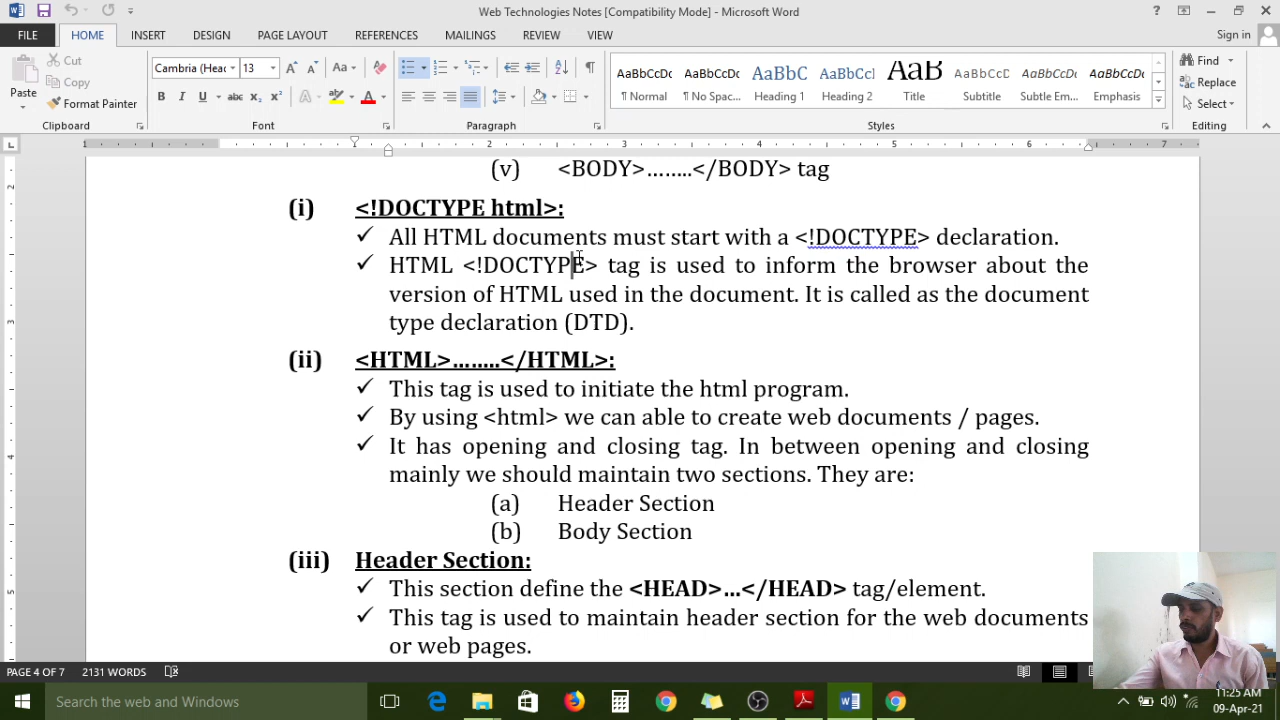 Web Technologies Notes [Compatibility Mode] - Microsoft Word
FILE HOME INSERT DESIGN PAGE LAYOUT REFERENCES MAILINGS REVIEW VIEW Sign in
Cut
Copy
Format Painter
Paste
Cambria (Head 13
AaBbCcDc AaBbCcDc AaBbC AaBbCcl AaB AaBbCcD AaBbCcDc AaBbCcDc
¶ Normal ¶ No Spac... Heading 1 Heading 2 Title Subtitle Subtle Em... Emphasis
Find
Replace
Select
Clipboard Font Paragraph Styles Editing
1 1 2 3 4 5 6 7
(v) <BODY>........</BODY> tag
(i) <!DOCTYPE html>:
✓ All HTML documents must start with a <!DOCTYPE> declaration.
✓ HTML <!DOCTYPE> tag is used to inform the browser about the
version of HTML used in the document. It is called as the document
type declaration (DTD).
(ii) <HTML>........</HTML>:
✓ This tag is used to initiate the html program.
✓ By using <html> we can able to create web documents / pages.
✓ It has opening and closing tag. In between opening and closing
mainly we should maintain two sections. They are:
(a) Header Section
(b) Body Section
(iii) Header Section:
✓ This section define the <HEAD>...</HEAD> tag/element.
✓ This tag is used to maintain header section for the web documents
or web pages.
PAGE 4 OF 7 2131 WORDS
Search the web and Windows
11:25 AM
09-Apr-21